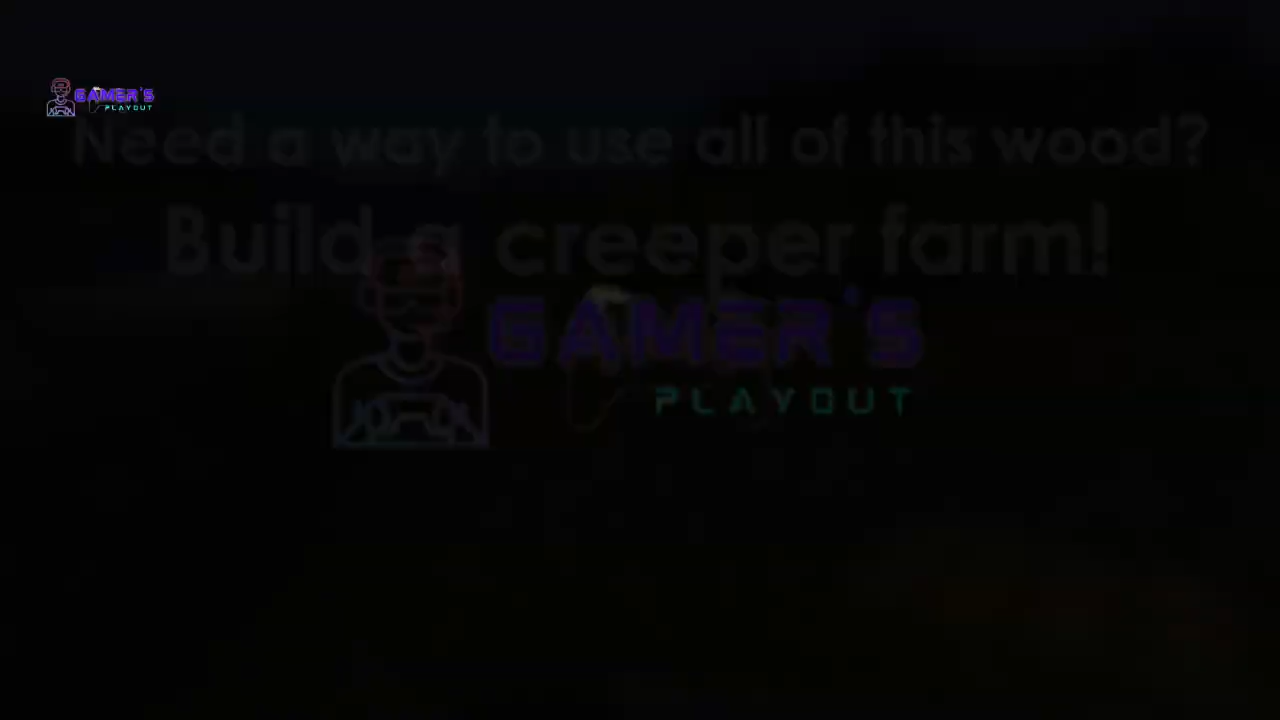 GAMER'S
PLAYOUT
Need a way to use all of this wood?
Build a creeper farm!
GAMER'S
PLAYOUT